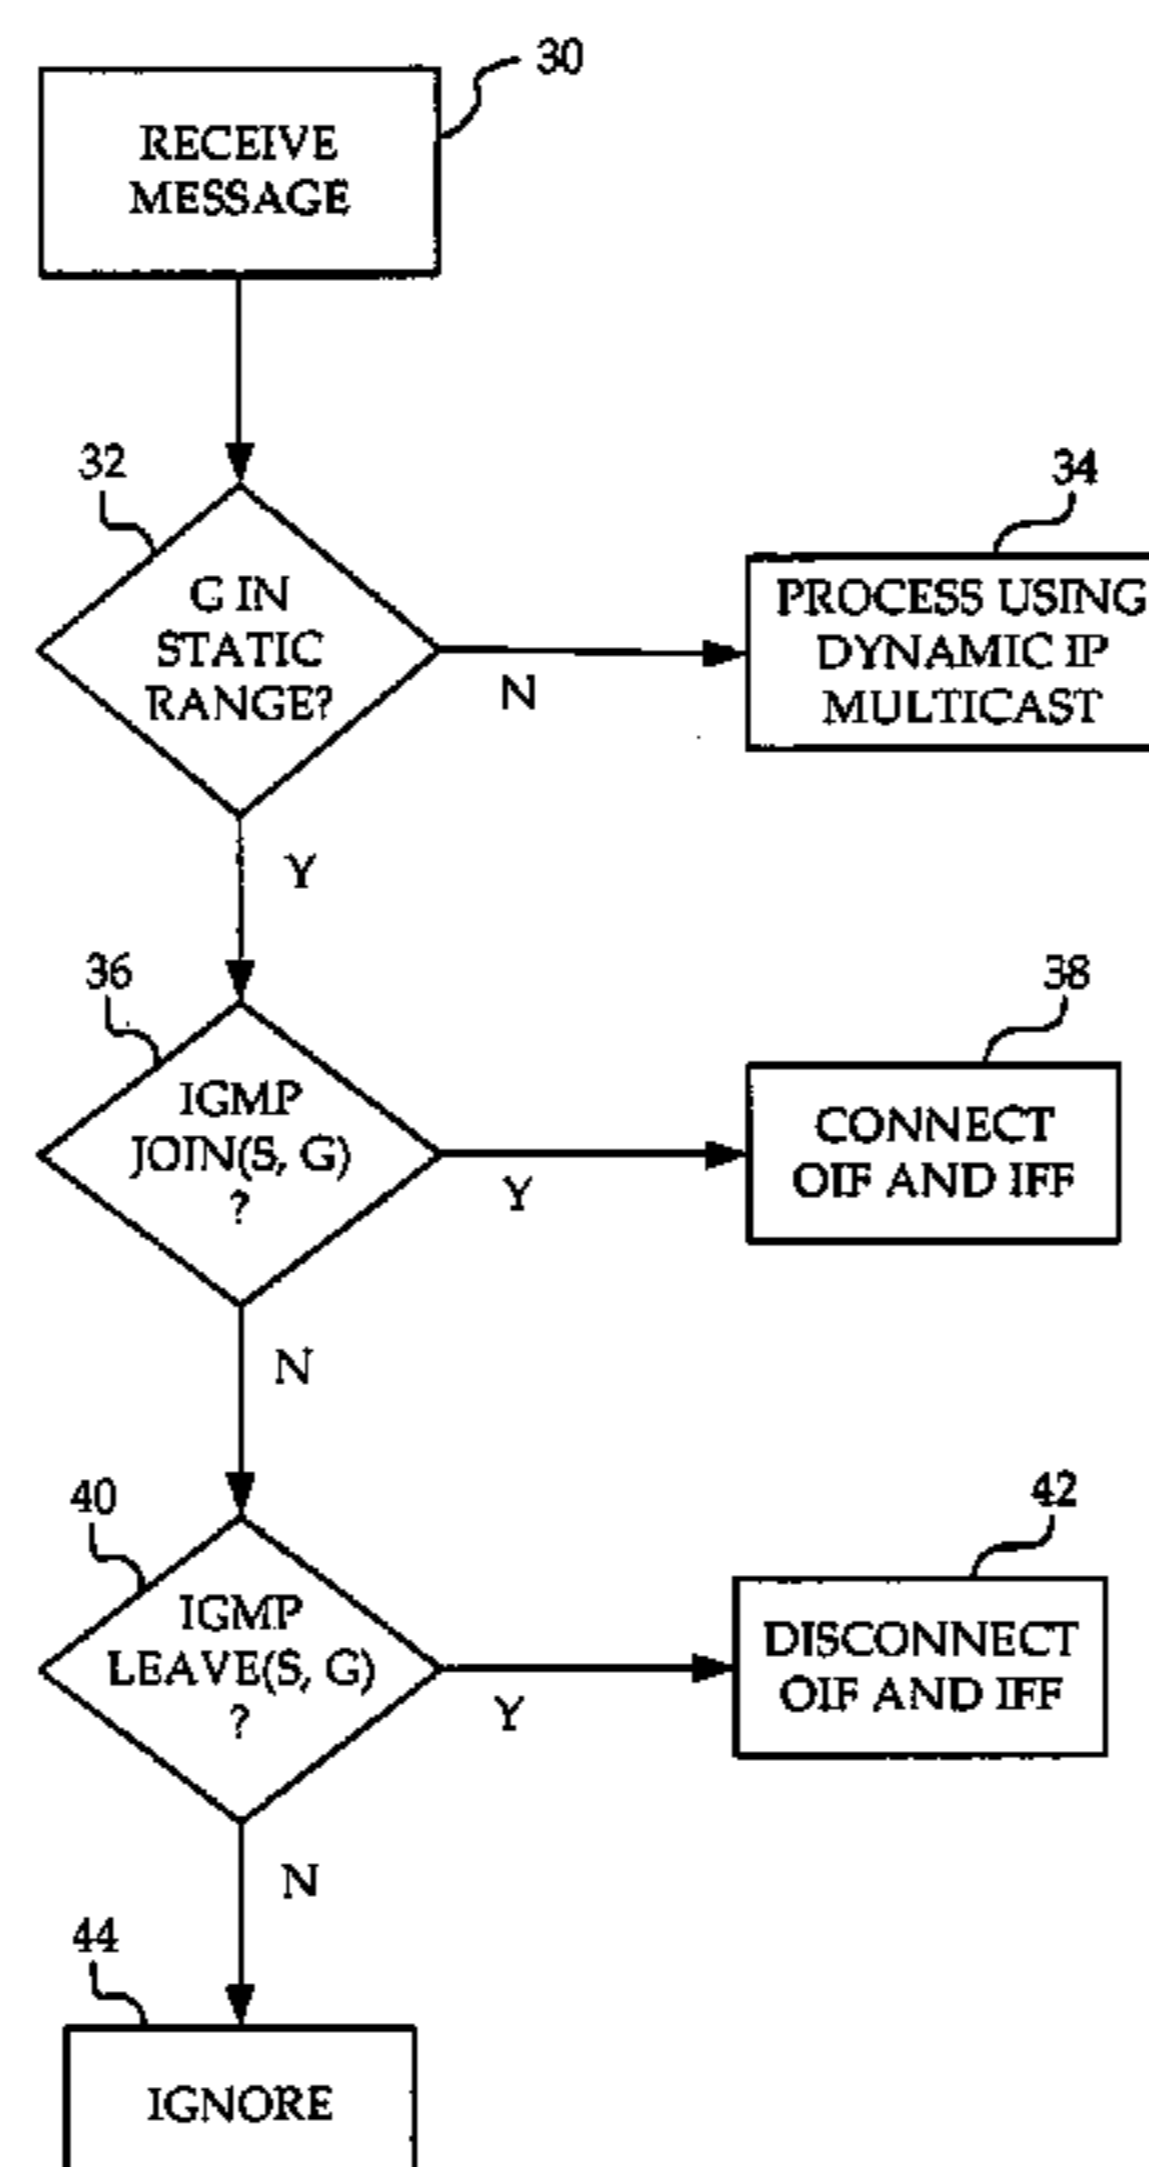 30
RECEIVE
MESSAGE
32
G IN
STATIC
RANGE?
N
34
PROCESS USING
DYNAMIC IP
MULTICAST
Y
36
IGMP
JOIN(S, G)
?
Y
38
CONNECT
OIF AND IFF
N
40
IGMP
LEAVE(S, G)
?
Y
42
DISCONNECT
OIF AND IFF
N
44
IGNORE